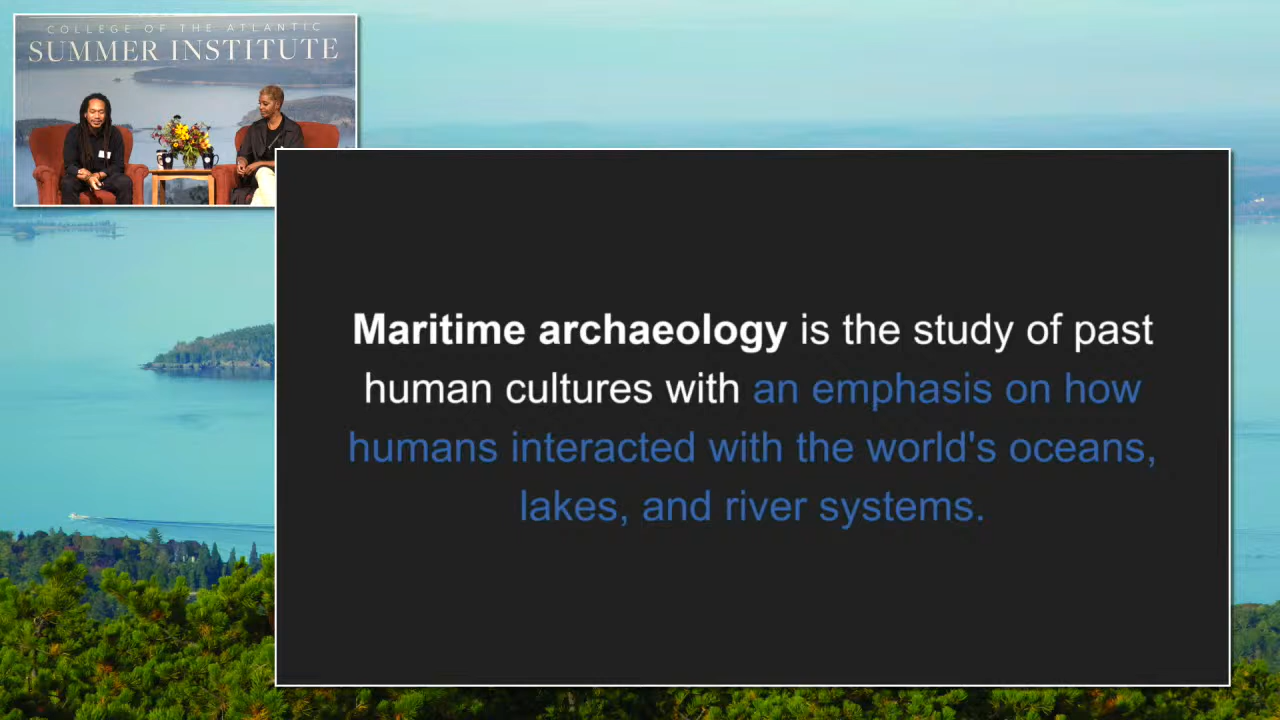 COLLEGE OF THE ATLANTIC
SUMMER INSTITUTE
Maritime archaeology is the study of past
human cultures with an emphasis on how
humans interacted with the world's oceans,
lakes, and river systems.